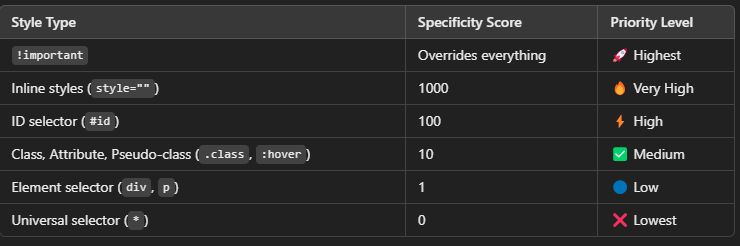 Style Type Specificity Score Priority Level
!important Overrides everything 🚀 Highest
Inline styles (style="") 1000 🔥 Very High
ID selector (#id) 100 ⚡ High
Class, Attribute, Pseudo-class (.class, :hover) 10 ✅ Medium
Element selector (div, p) 1 🔵 Low
Universal selector (*) 0 ❌ Lowest